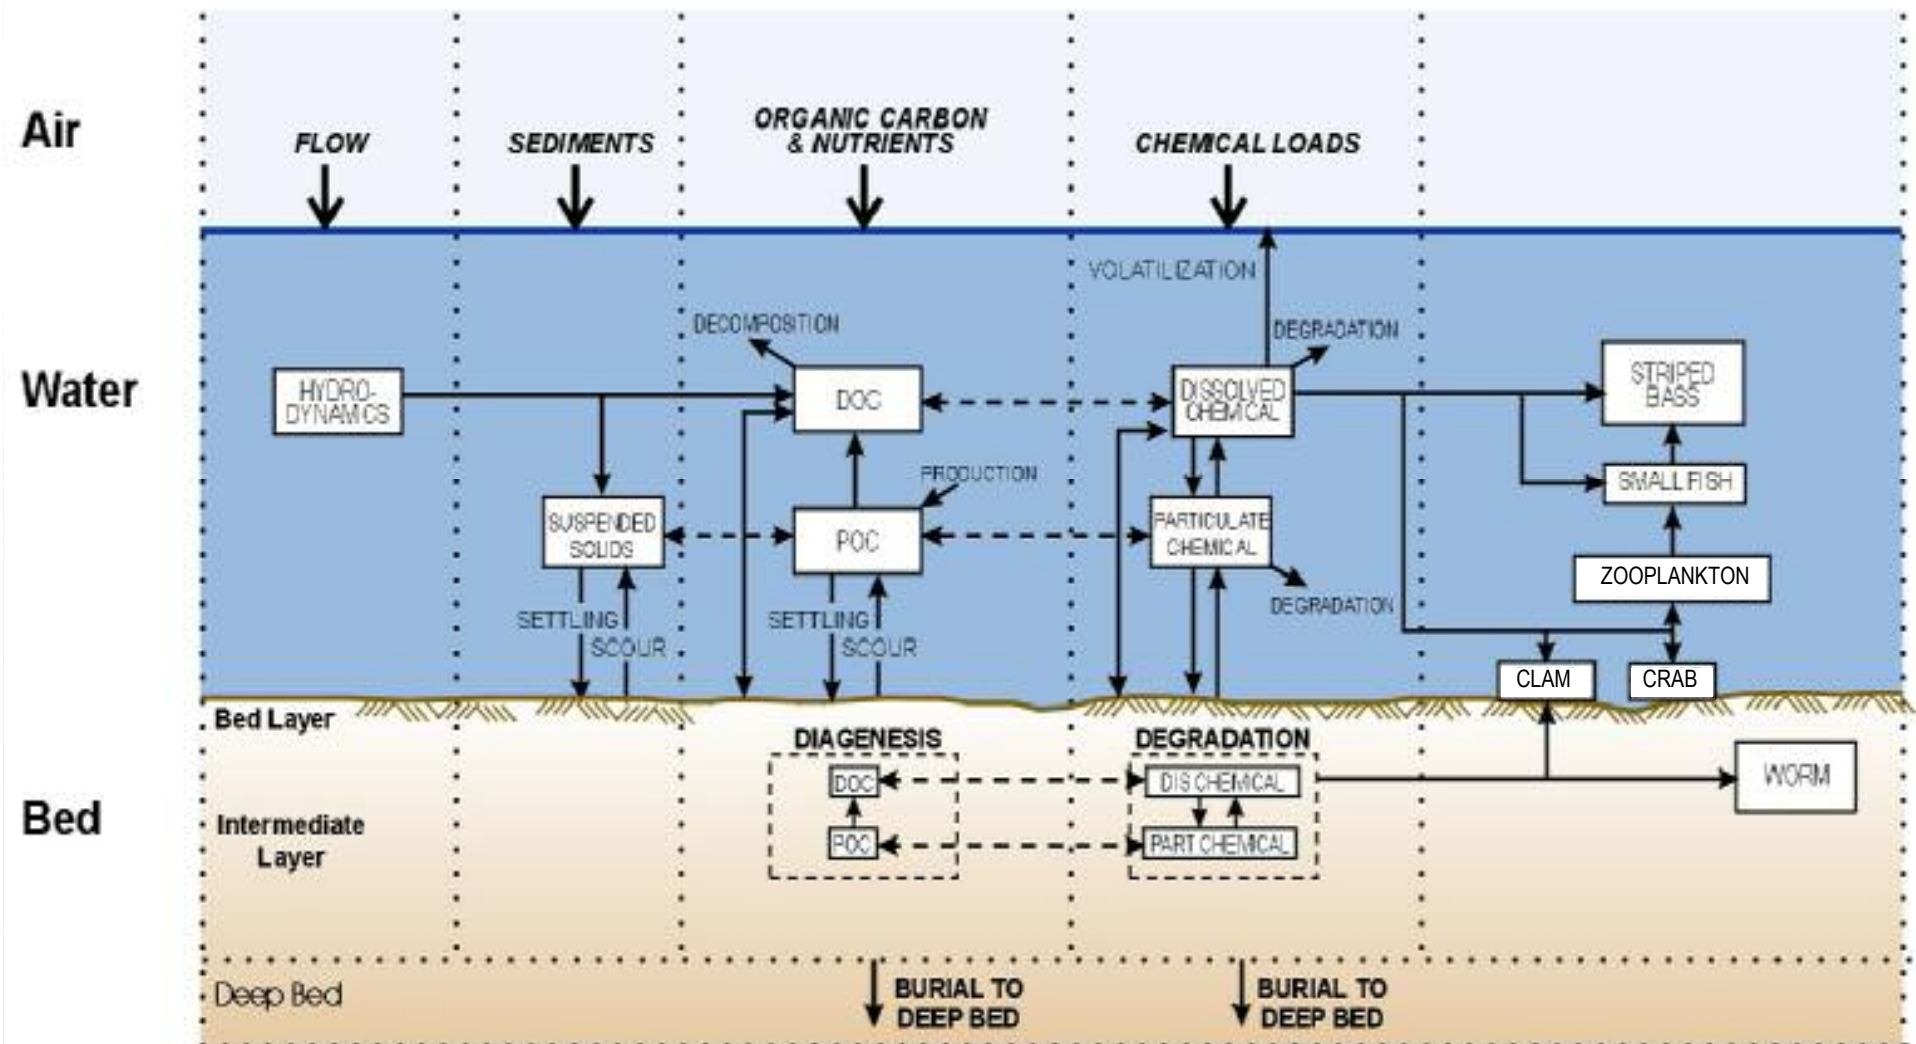 Air
FLOW
SEDIMENTS
ORGANIC CARBON
& NUTRIENTS
CHEMICAL LOADS
Water
VOLATILIZATION
DECOMPOSITION
DEGRADATION
HYDRO-
DYNAMICS
DOC
DISSOLVED
CHEMICAL
STRIPED
BASS
PRODUCTION
SMALL FISH
SUSPENDED
SOLIDS
POC
PARTICULATE
CHEMICAL
ZOOPLANKTON
DEGRADATION
SETTLING
SCOUR
SETTLING
SCOUR
CLAM
CRAB
Bed
Bed Layer
DIAGENESIS
DEGRADATION
DOC
DIS CHEMICAL
WORM
Intermediate
Layer
POC
PART CHEMICAL
Deep Bed
BURIAL TO
DEEP BED
BURIAL TO
DEEP BED